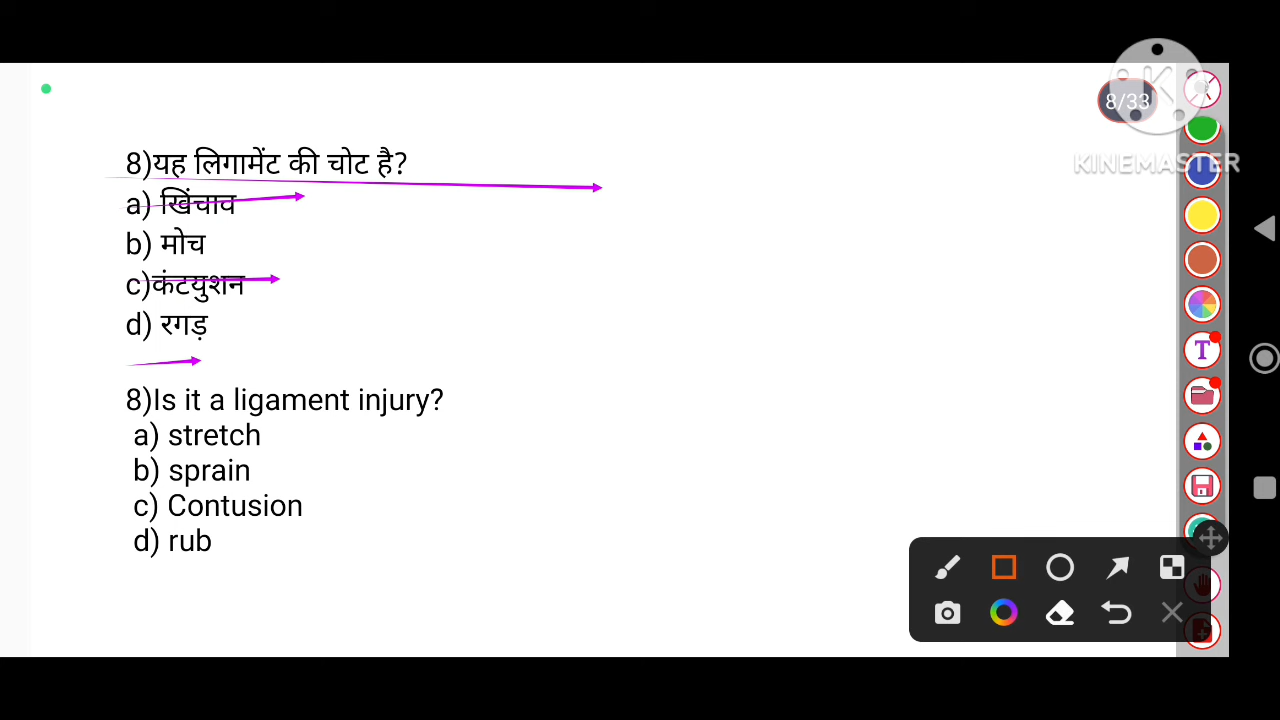 8/33
KINEMASTER
8)यह लिगामेंट की चोट है?
a) खिंचाव
b) मोच
c)कंटयुशन
d) रगड़
8)Is it a ligament injury?
a) stretch
b) sprain
c) Contusion
d) rub
T